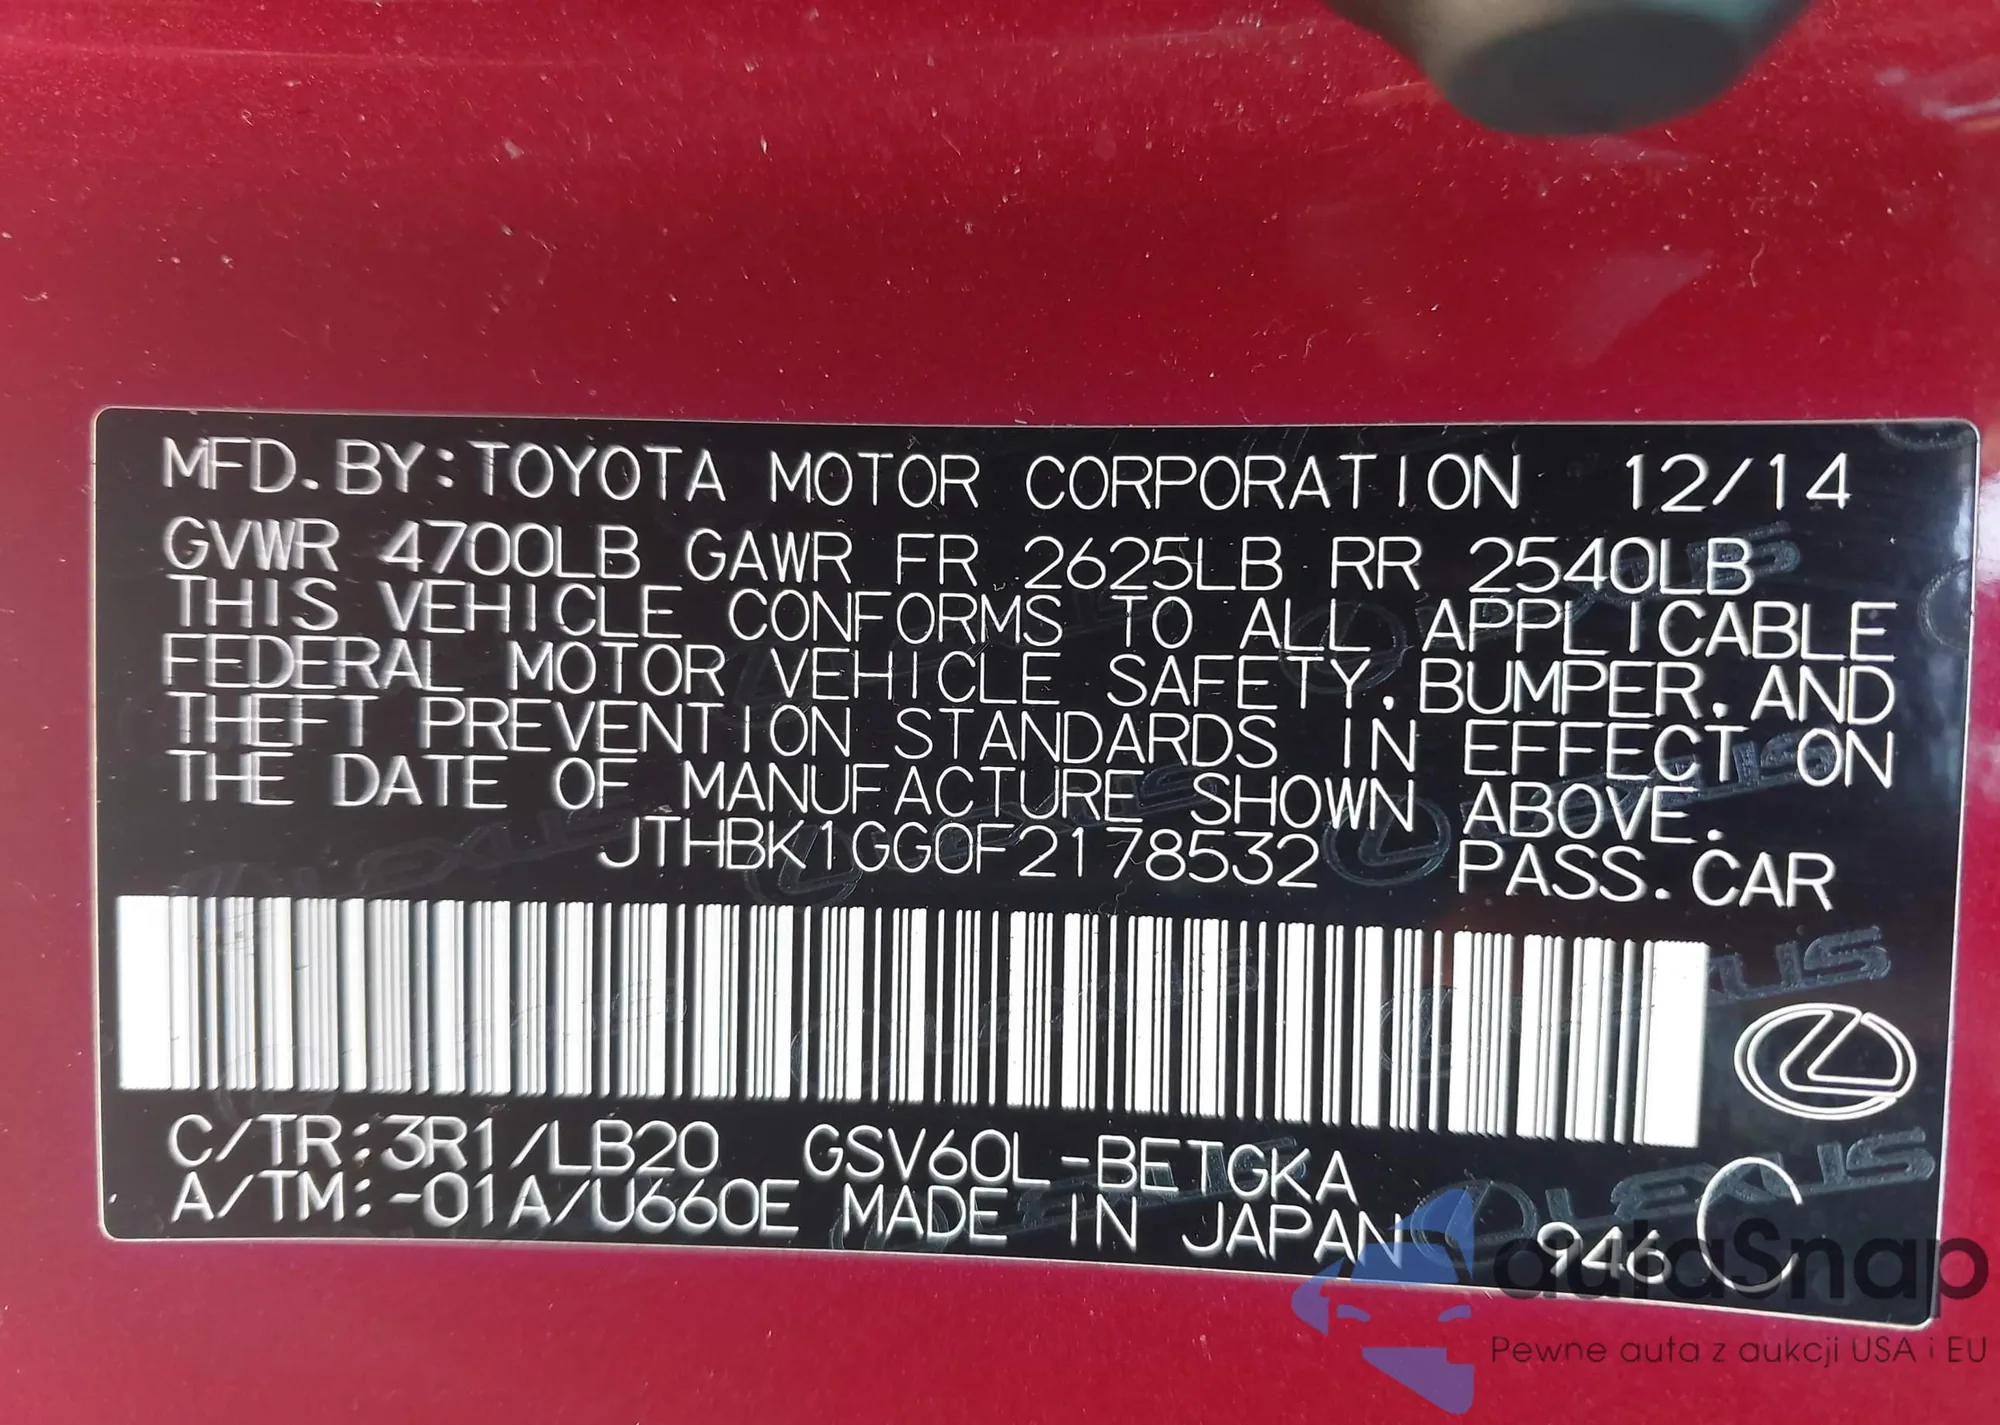 MFD.BY:TOYOTA MOTOR CORPORATION 12/14
GVWR 4700LB GAWR FR 2625LB RR 2540LB
THIS VEHICLE CONFORMS TO ALL APPLICABLE
FEDERAL MOTOR VEHICLE SAFETY,BUMPER,AND
THEFT PREVENTION STANDARDS IN EFFECT ON
THE DATE OF MANUFACTURE SHOWN ABOVE.
JTHBK1GG0F2178532 PASS.CAR
C/TR:3R1/LB20 GSV60L-BETGKA
A/TM:-01A/U660E MADE IN JAPAN 946 C
autaSnap
Pewne auta z aukcji USA i EU